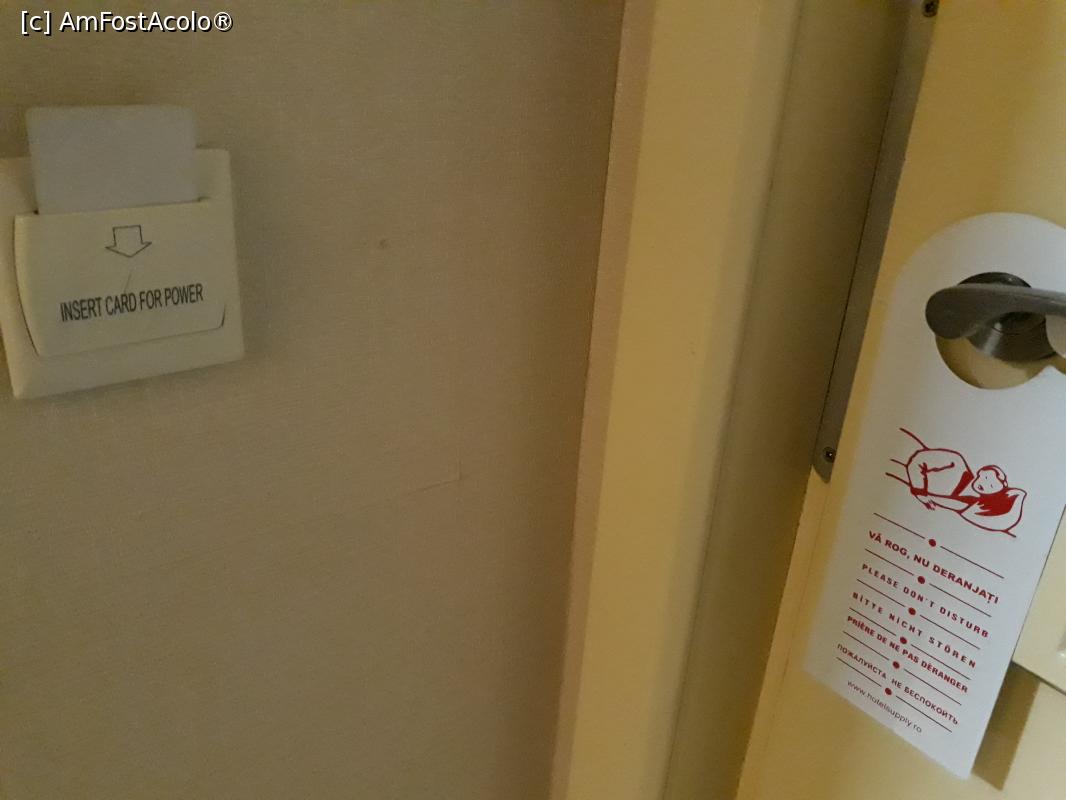 [c] AmFostAcolo®
INSERT CARD FOR POWER
VĂ ROG, NU DERANJAȚI
PLEASE DON'T DISTURB
BITTE NICHT STÖREN
PRIÈRE DE NE PAS DÉRANGER
ПОЖАЛУЙСТА НЕ БЕСПОКОЙТЬ
www.hotelsupply.ro